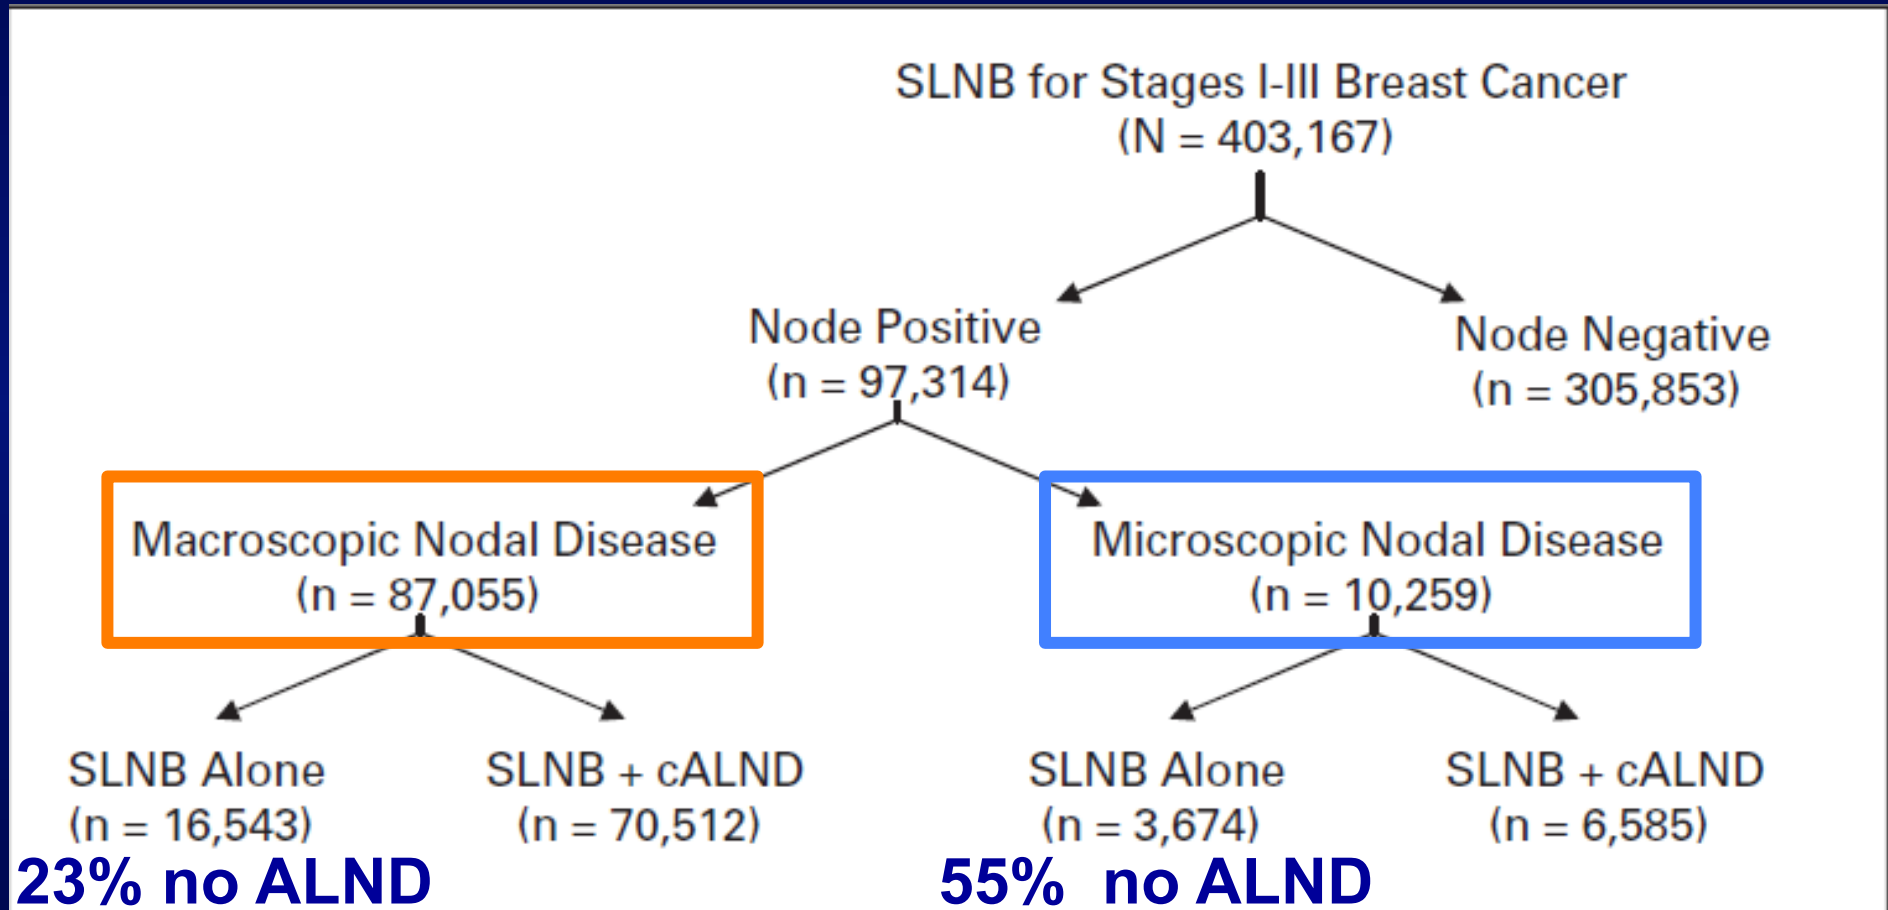 SLNB for Stages I-III Breast Cancer
(N = 403,167)
Node Positive
(n = 97,314)
Node Negative
(n = 305,853)
Macroscopic Nodal Disease
(n = 87,055)
Microscopic Nodal Disease
(n = 10,259)
SLNB Alone
(n = 16,543)
SLNB + cALND
(n = 70,512)
SLNB Alone
(n = 3,674)
SLNB + cALND
(n = 6,585)
23% no ALND
55% no ALND